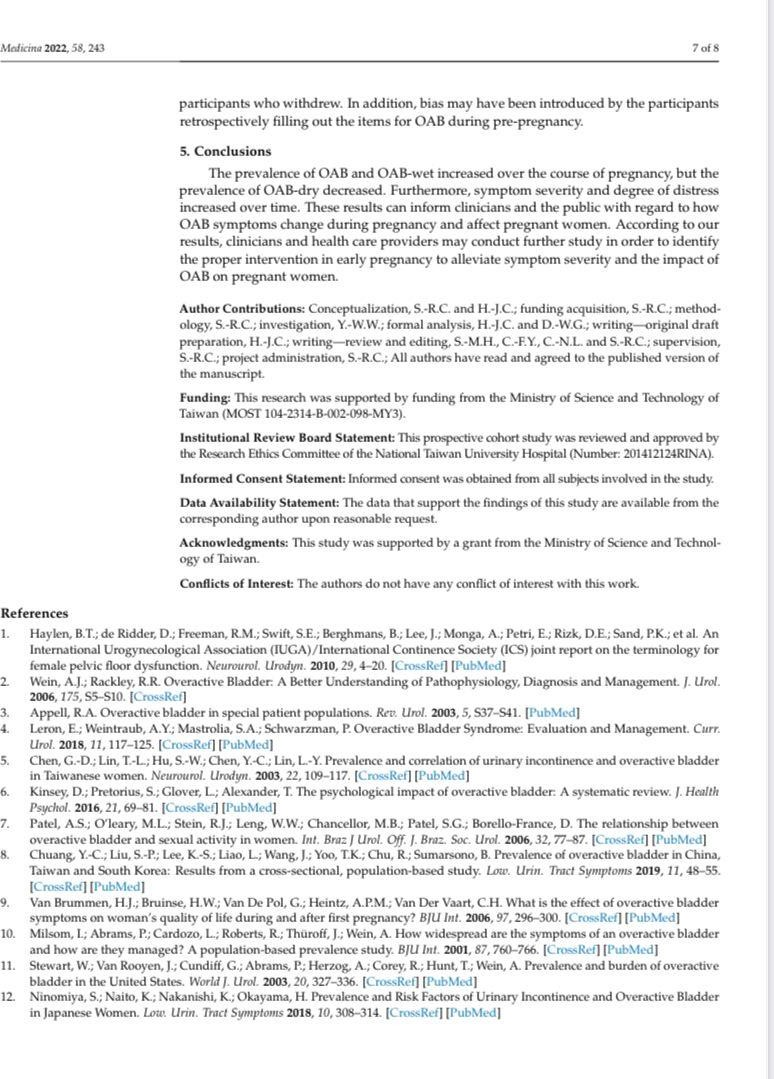 Medicina 2022, 58, 243
7 of 8
participants who withdrew. In addition, bias may have been introduced by the participants
retrospectively filling out the items for OAB during pre-pregnancy.
5. Conclusions
The prevalence of OAB and OAB-wet increased over the course of pregnancy, but the
prevalence of OAB-dry decreased. Furthermore, symptom severity and degree of distress
increased over time. These results can inform clinicians and the public with regard to how
OAB symptoms change during pregnancy and affect pregnant women. According to our
results, clinicians and health care providers may conduct further study in order to identify
the proper intervention in early pregnancy to alleviate symptom severity and the impact of
OAB on pregnant women.
Author Contributions: Conceptualization, S.-R.C. and H.-J.C.; funding acquisition, S.-R.C.; method-
ology, S.-R.C.; investigation, Y.-W.W.; formal analysis, H.-J.C. and D.-W.G.; writing—original draft
preparation, H.-J.C.; writing—review and editing, S.-M.H., C.-F.Y., C.-N.L. and S.-R.C.; supervision,
S.-R.C.; project administration, S.-R.C.; All authors have read and agreed to the published version of
the manuscript.
Funding: This research was supported by funding from the Ministry of Science and Technology of
Taiwan (MOST 104-2314-B-002-098-MY3).
Institutional Review Board Statement: This prospective cohort study was reviewed and approved by
the Research Ethics Committee of the National Taiwan University Hospital (Number: 201412124RINA).
Informed Consent Statement: Informed consent was obtained from all subjects involved in the study.
Data Availability Statement: The data that support the findings of this study are available from the
corresponding author upon reasonable request.
Acknowledgments: This study was supported by a grant from the Ministry of Science and Technol-
ogy of Taiwan.
Conflicts of Interest: The authors do not have any conflict of interest with this work.
References
1. Haylen, B.T.; de Ridder, D.; Freeman, R.M.; Swift, S.E.; Berghmans, B.; Lee, J.; Monga, A.; Petri, E.; Rizk, D.E.; Sand, P.K.; et al. An
International Urogynecological Association (IUGA)/International Continence Society (ICS) joint report on the terminology for
female pelvic floor dysfunction. Neurourol. Urodyn. 2010, 29, 4–20. [CrossRef] [PubMed]
2. Wein, A.J.; Rackley, R.R. Overactive Bladder: A Better Understanding of Pathophysiology, Diagnosis and Management. J. Urol.
2006, 175, S5–S10. [CrossRef]
3. Appell, R.A. Overactive bladder in special patient populations. Rev. Urol. 2003, 5, S37–S41. [PubMed]
4. Leron, E.; Weintraub, A.Y.; Mastrolia, S.A.; Schwarzman, P. Overactive Bladder Syndrome: Evaluation and Management. Curr.
Urol. 2018, 11, 117–125. [CrossRef] [PubMed]
5. Chen, G.-D.; Lin, T.-L.; Hu, S.-W.; Chen, Y.-C.; Lin, L.-Y. Prevalence and correlation of urinary incontinence and overactive bladder
in Taiwanese women. Neurourol. Urodyn. 2003, 22, 109–117. [CrossRef] [PubMed]
6. Kinsey, D.; Pretorius, S.; Glover, L.; Alexander, T. The psychological impact of overactive bladder: A systematic review. J. Health
Psychol. 2016, 21, 69–81. [CrossRef] [PubMed]
7. Patel, A.S.; O'leary, M.L.; Stein, R.J.; Leng, W.W.; Chancellor, M.B.; Patel, S.G.; Borello-France, D. The relationship between
overactive bladder and sexual activity in women. Int. Braz J Urol. Off. J. Braz. Soc. Urol. 2006, 32, 77–87. [CrossRef] [PubMed]
8. Chuang, Y.-C.; Liu, S.-P.; Lee, K.-S.; Liao, L.; Wang, J.; Yoo, T.K.; Chu, R.; Sumarsono, B. Prevalence of overactive bladder in China,
Taiwan and South Korea: Results from a cross-sectional, population-based study. Low. Urin. Tract Symptoms 2019, 11, 48–55.
[CrossRef] [PubMed]
9. Van Brummen, H.J.; Bruinse, H.W.; Van De Pol, G.; Heintz, A.P.M.; Van Der Vaart, C.H. What is the effect of overactive bladder
symptoms on woman's quality of life during and after first pregnancy? BJU Int. 2006, 97, 296–300. [CrossRef] [PubMed]
10. Milsom, I.; Abrams, P.; Cardozo, L.; Roberts, R.; Thüroff, J.; Wein, A. How widespread are the symptoms of an overactive bladder
and how are they managed? A population-based prevalence study. BJU Int. 2001, 87, 760–766. [CrossRef] [PubMed]
11. Stewart, W.; Van Rooyen, J.; Cundiff, G.; Abrams, P.; Herzog, A.; Corey, R.; Hunt, T.; Wein, A. Prevalence and burden of overactive
bladder in the United States. World J. Urol. 2003, 20, 327–336. [CrossRef] [PubMed]
12. Ninomiya, S.; Naito, K.; Nakanishi, K.; Okayama, H. Prevalence and Risk Factors of Urinary Incontinence and Overactive Bladder
in Japanese Women. Low. Urin. Tract Symptoms 2018, 10, 308–314. [CrossRef] [PubMed]